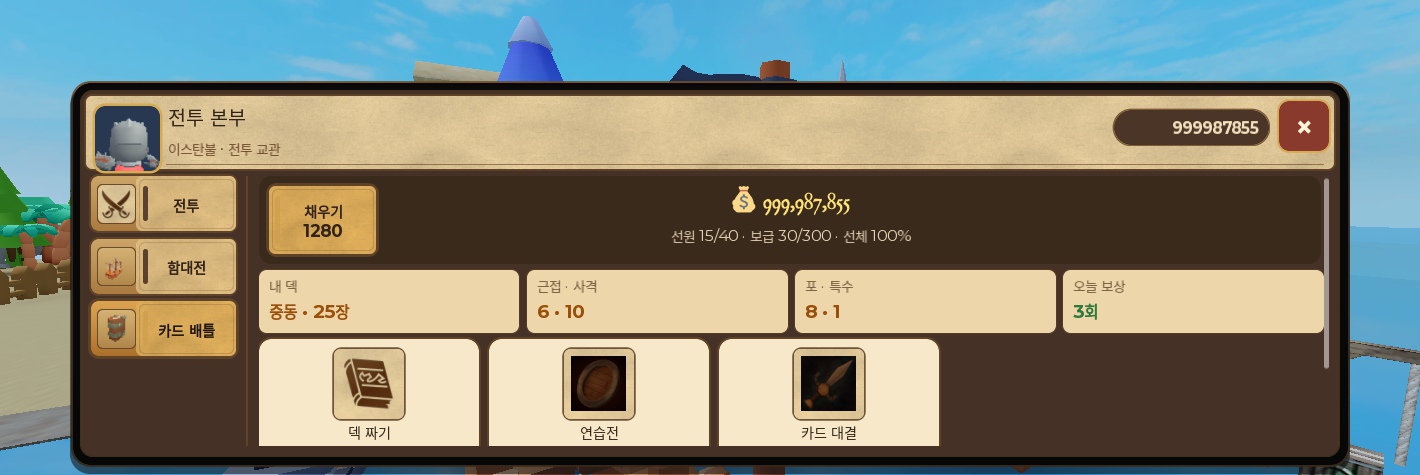 전투 본부
이스탄불 · 전투 교관
999987855
×
전투
함대전
카드 배틀
채우기
1280
999,987,855
선원 15/40 · 보급 30/300 · 선체 100%
내 덱
중동 · 25장
근접 · 사격
6 · 10
포 · 특수
8 · 1
오늘 보상
3회
덱 짜기
연습전
카드 대결